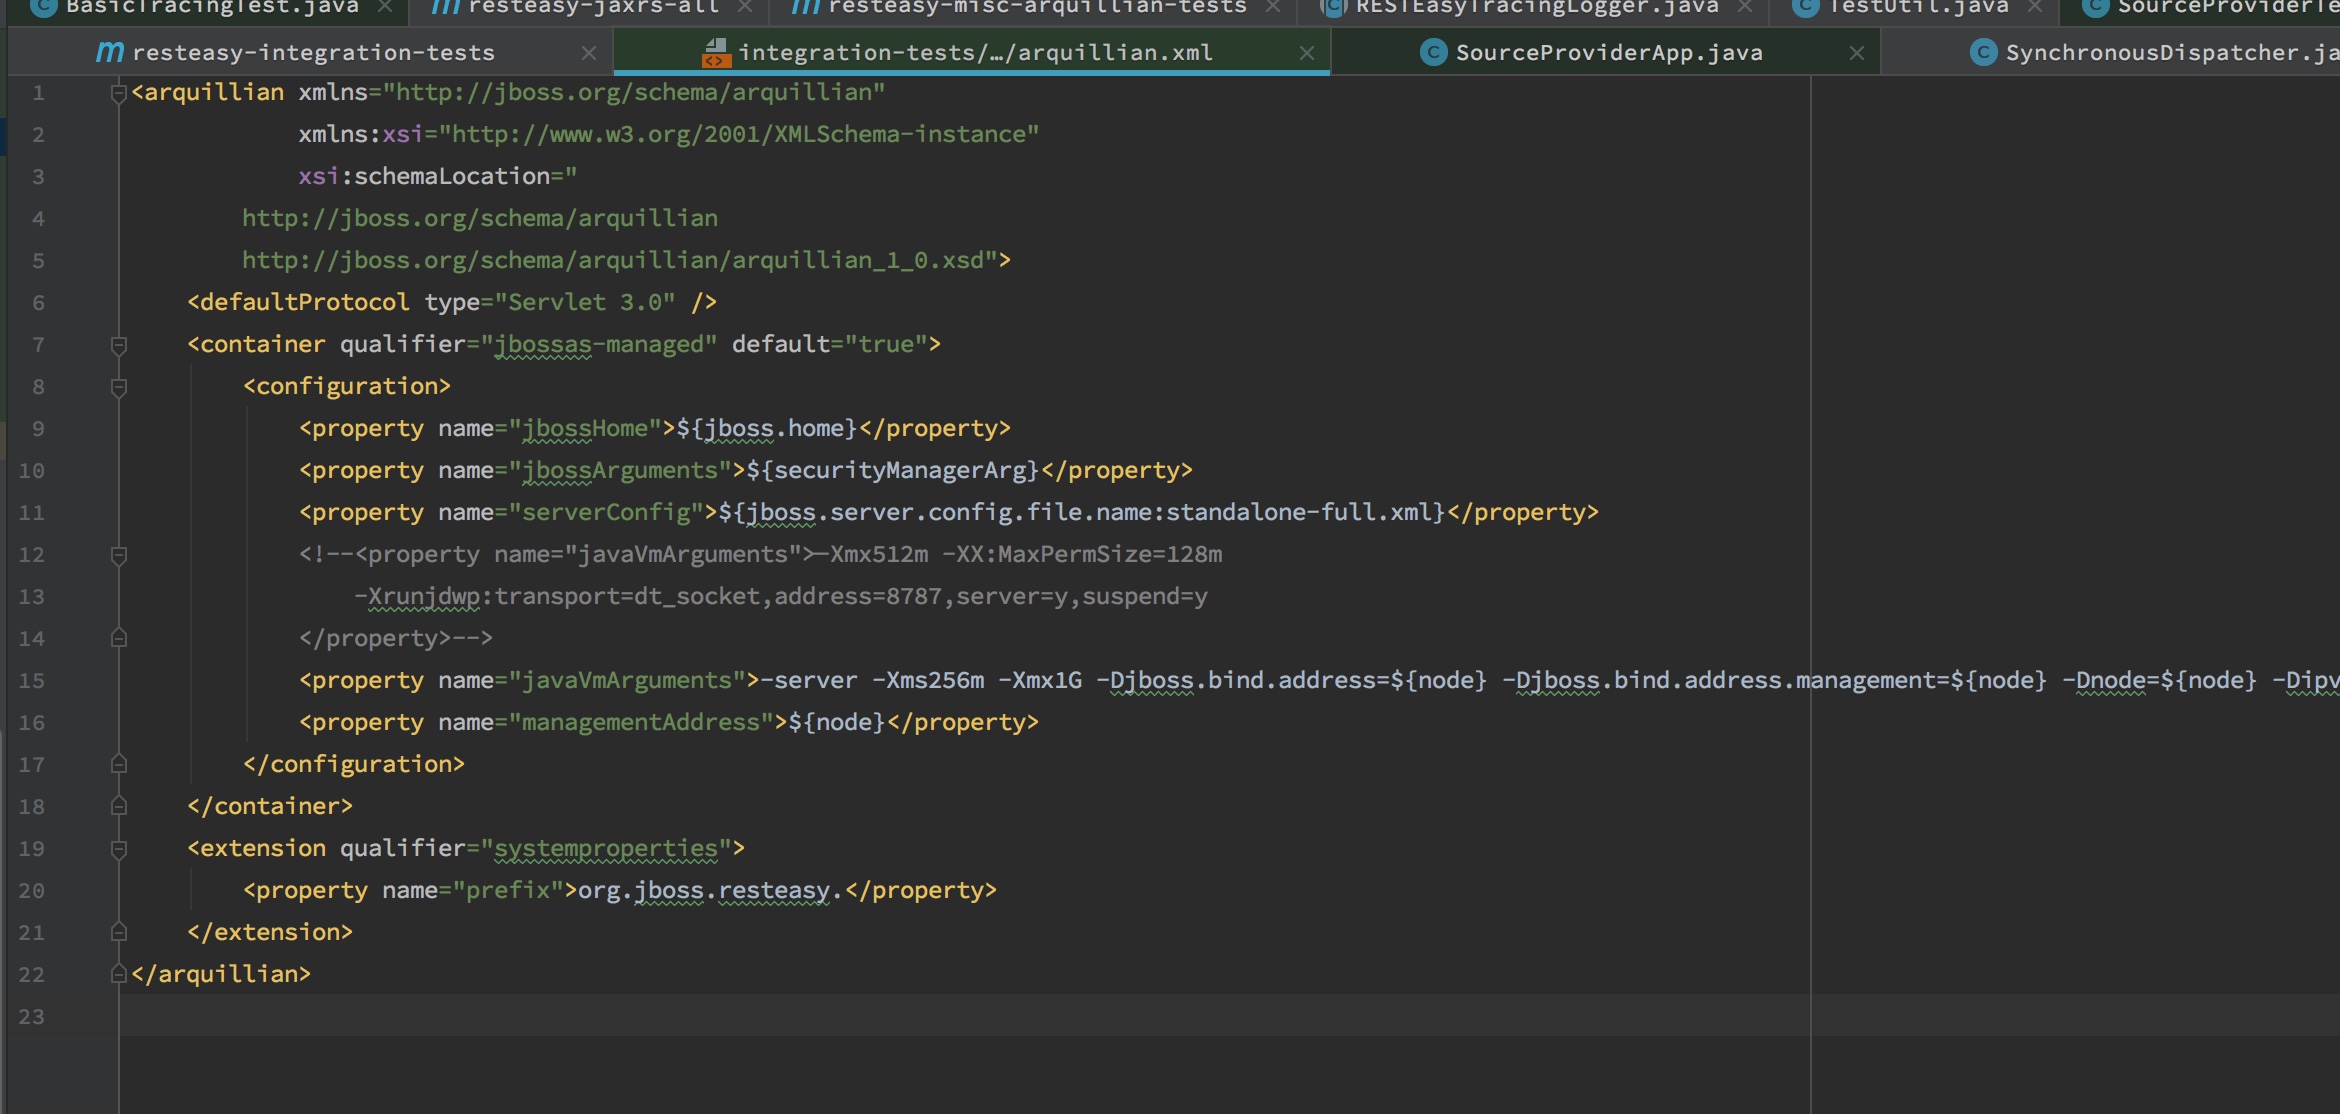 BasicTracingTest.java resteasy-jaxrs-all resteasy-misc-arquillian-tests RESTEasyTracingLogger.java TestUtil.java
resteasy-integration-tests integration-tests/…/arquillian.xml SourceProviderApp.java
1 <arquillian xmlns="http://jboss.org/schema/arquillian"
2 xmlns:xsi="http://www.w3.org/2001/XMLSchema-instance"
3 xsi:schemaLocation="
4 http://jboss.org/schema/arquillian
5 http://jboss.org/schema/arquillian/arquillian_1_0.xsd">
6 <defaultProtocol type="Servlet 3.0" />
7 <container qualifier="jbossas-managed" default="true">
8 <configuration>
9 <property name="jbossHome">${jboss.home}</property>
10 <property name="jbossArguments">${securityManagerArg}</property>
11 <property name="serverConfig">${jboss.server.config.file.name:standalone-full.xml}</property>
12 <!--<property name="javaVmArguments">-Xmx512m -XX:MaxPermSize=128m
13 -Xrunjdwp:transport=dt_socket,address=8787,server=y,suspend=y
14 </property>-->
15 <property name="javaVmArguments">-server -Xms256m -Xmx1G -Djboss.bind.address=${node} -Djboss.bind.address.management=${node} -Dnode=${node} -Dipv
16 <property name="managementAddress">${node}</property>
17 </configuration>
18 </container>
19 <extension qualifier="systemproperties">
20 <property name="prefix">org.jboss.resteasy.</property>
21 </extension>
22 </arquillian>
23